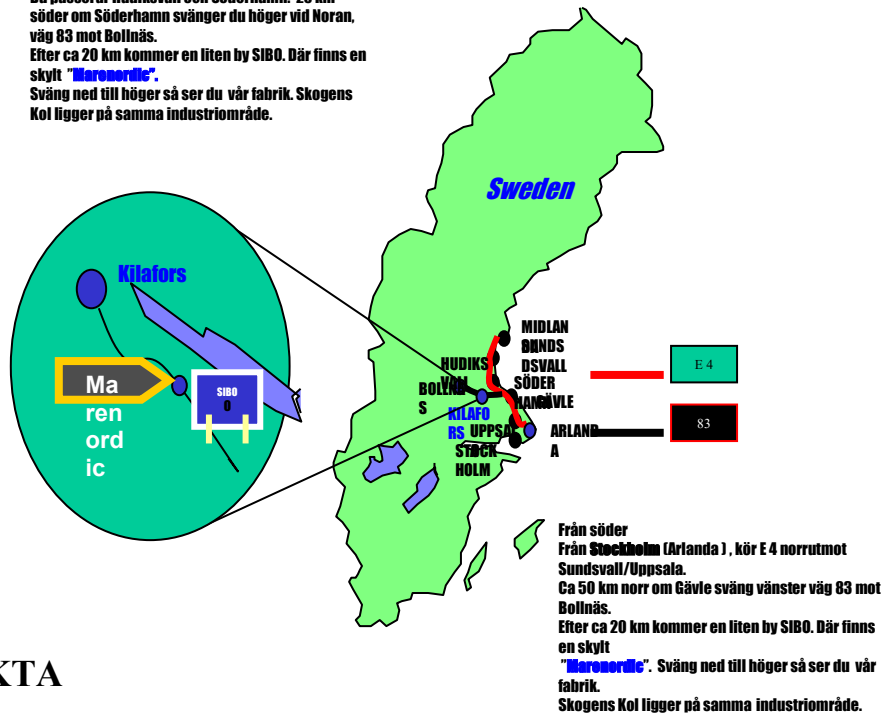 söder om Söderhamn svänger du höger vid Noran,
väg 83 mot Bollnäs.
Efter ca 20 km kommer en liten by SIBO. Där finns en
skylt "Marenordic".
Sväng ned till höger så ser du vår fabrik. Skogens
Kol ligger på samma industriområde.
Sweden
Kilafors
Ma
ren
ord
ic
SIBO
0
MIDLAN
SUNDS
DSVALL
HUDIKS
VALL
SÖDER
HAMN
GÄVLE
BOLLNÄ
S
KILAFO
RS
UPPSA
STOCK
HOLM
ARLAND
A
E 4
83
Från söder
Från Stockholm (Arlanda ) , kör E 4 norrutmot
Sundsvall/Uppsala.
Ca 50 km norr om Gävle sväng vänster väg 83 mot
Bollnäs.
Efter ca 20 km kommer en liten by SIBO. Där finns
en skylt
"Marenordic". Sväng ned till höger så ser du vår
fabrik.
Skogens Kol ligger på samma industriområde.
KTA